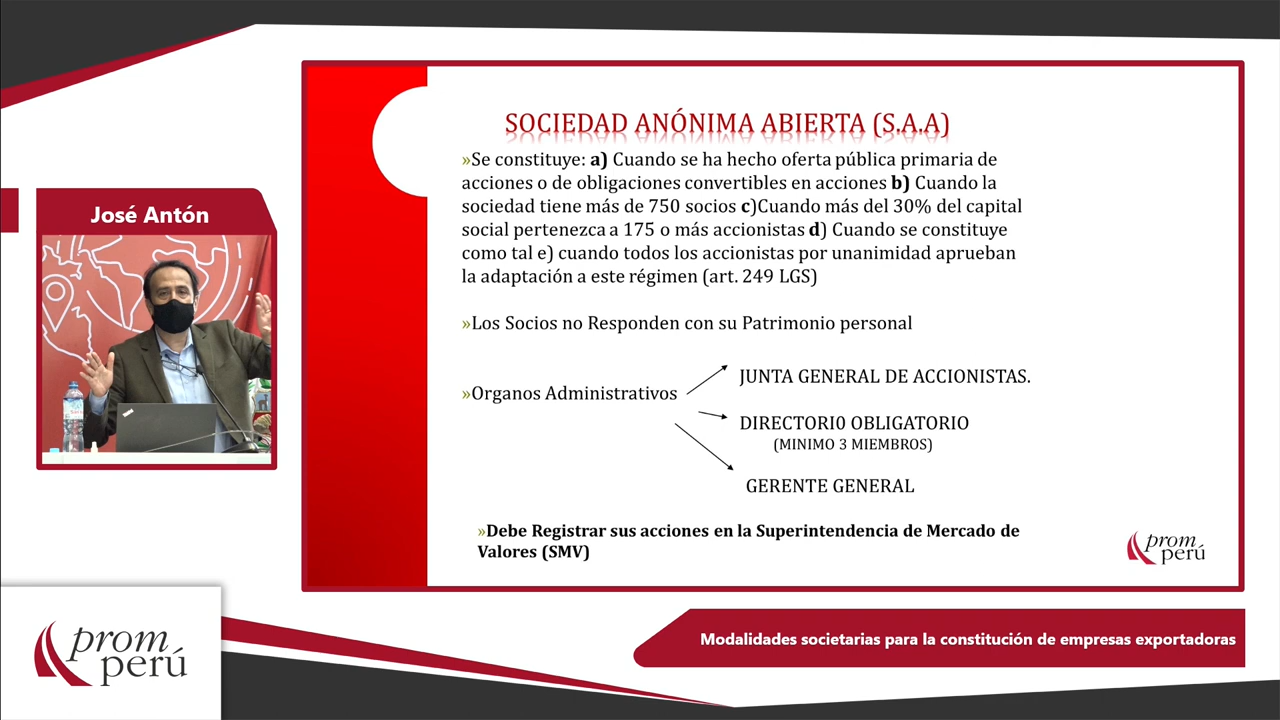 José Antón
SOCIEDAD ANÓNIMA ABIERTA (S.A.A)
»Se constituye: a) Cuando se ha hecho oferta pública primaria de
acciones o de obligaciones convertibles en acciones b) Cuando la
sociedad tiene más de 750 socios c)Cuando más del 30% del capital
social pertenezca a 175 o más accionistas d) Cuando se constituye
como tal e) cuando todos los accionistas por unanimidad aprueban
la adaptación a este régimen (art. 249 LGS)
»Los Socios no Responden con su Patrimonio personal
»Organos Administrativos
JUNTA GENERAL DE ACCIONISTAS.
DIRECTORI0 OBLIGATORIO
(MINIMO 3 MIEMBROS)
GERENTE GENERAL
»Debe Registrar sus acciones en la Superintendencia de Mercado de
Valores (SMV)
prom
perú
Modalidades societarias para la constitución de empresas exportadoras
prom
perú